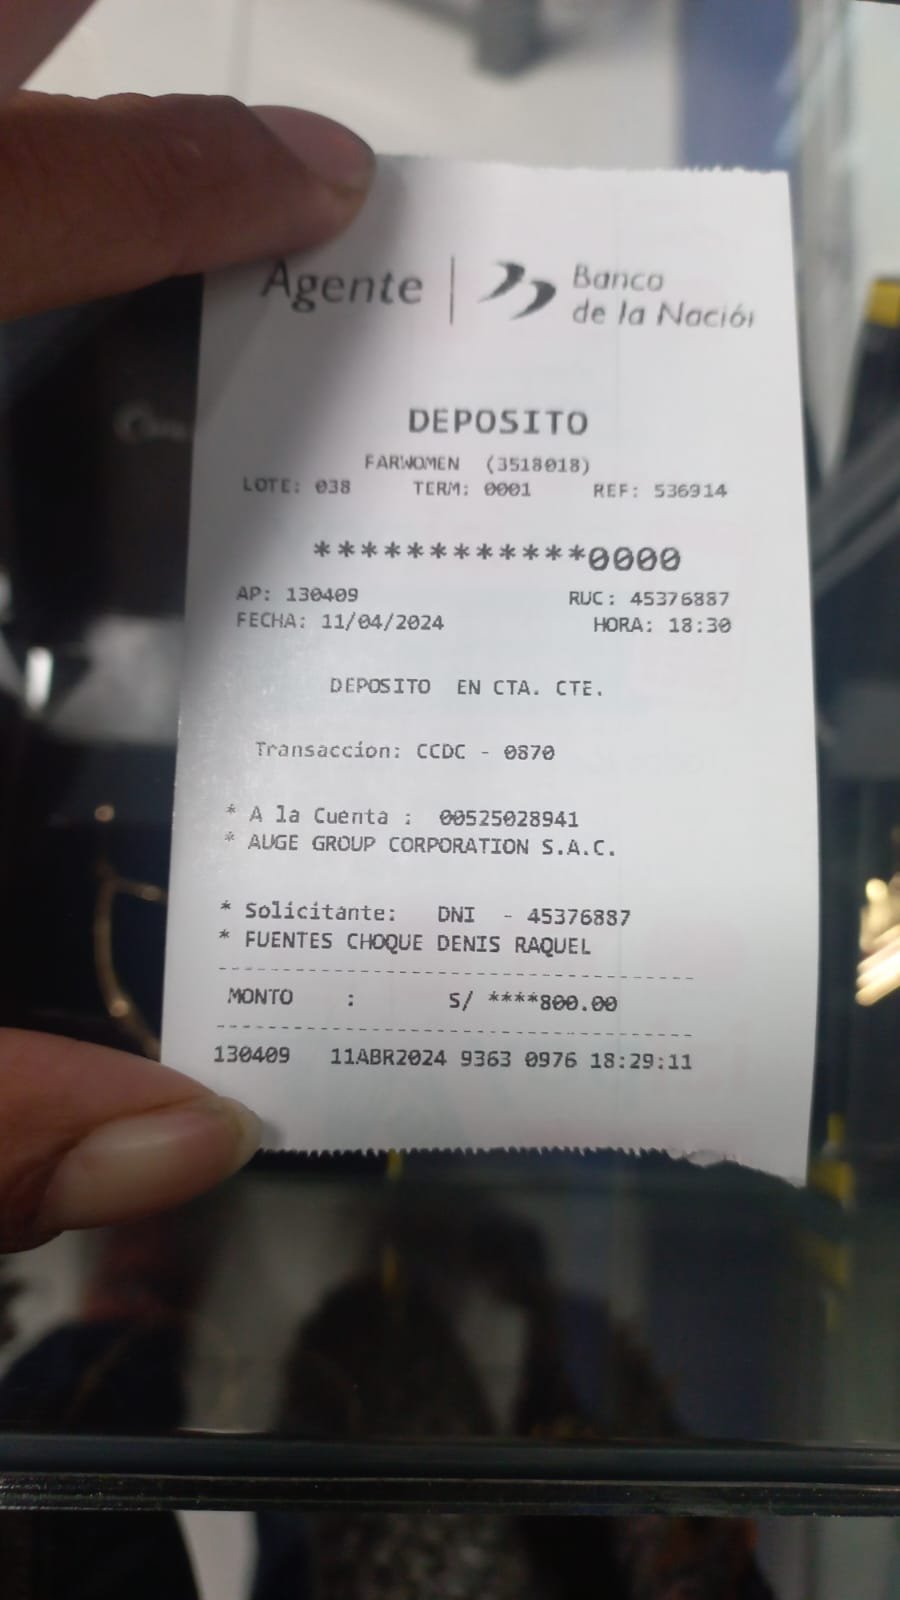 Agente | Banco
de la Nación
DEPOSITO
FARWOMEN (3518018)
LOTE: 038 TERM: 0001 REF: 536914
************0000
AP: 130409 RUC: 45376887
FECHA: 11/04/2024 HORA: 18:30
DEPOSITO EN CTA. CTE.
Transaccion: CCDC - 0870
* A la Cuenta : 00525028941
* AUGE GROUP CORPORATION S.A.C.
* Solicitante: DNI - 45376887
* FUENTES CHOQUE DENIS RAQUEL
MONTO : S/ ****800.00
130409 11ABR2024 9363 0976 18:29:11